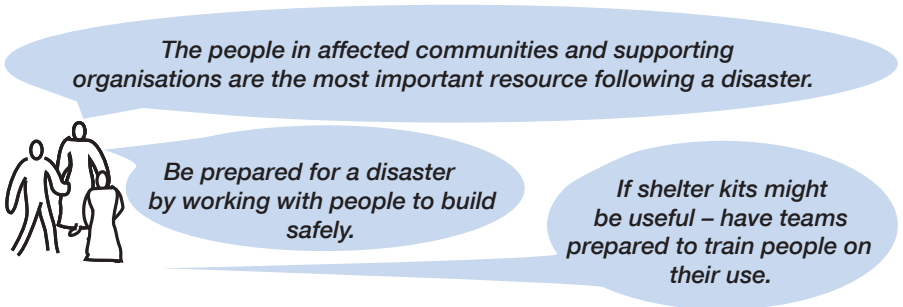 The people in affected communities and supporting
organisations are the most important resource following a disaster.
Be prepared for a disaster
by working with people to build
safely.
If shelter kits might
be useful – have teams
prepared to train people on
their use.